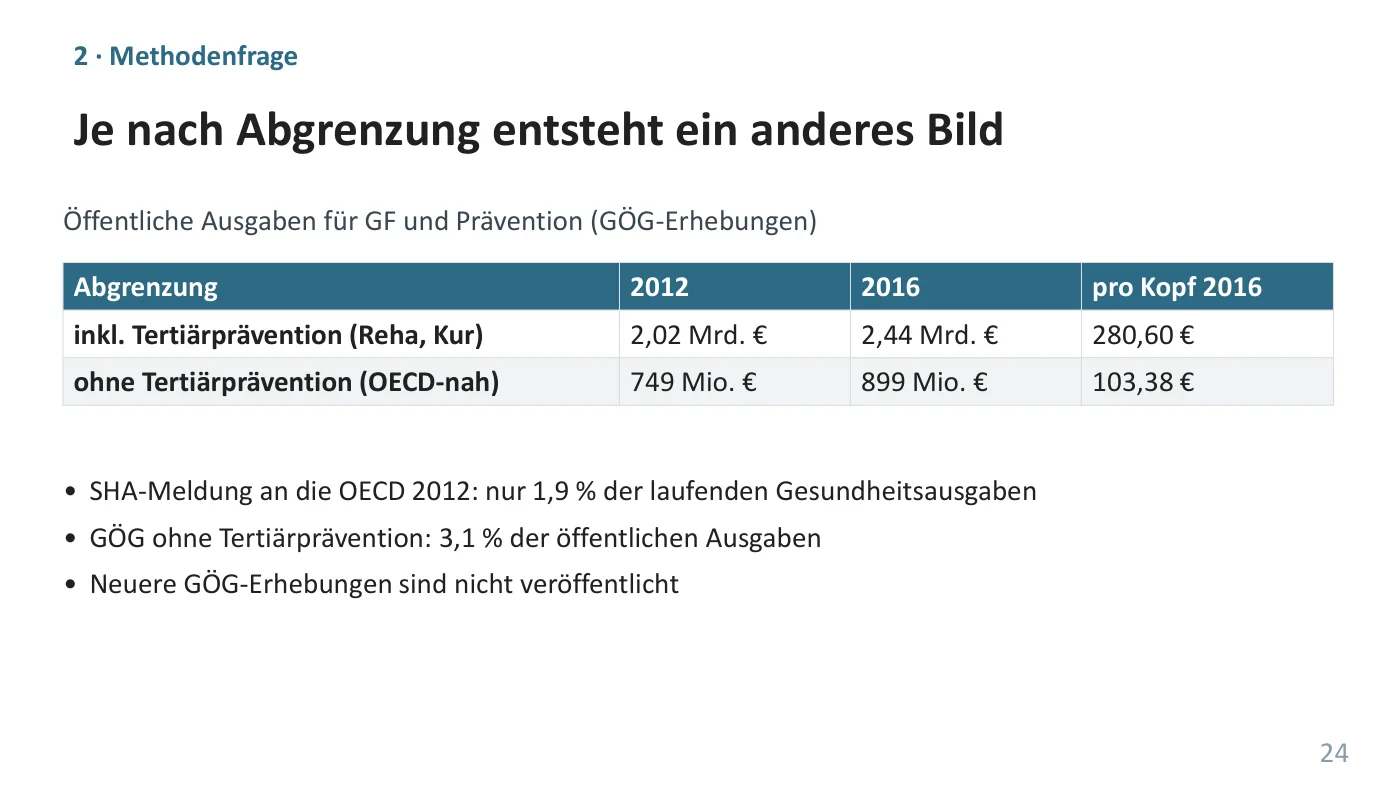 2 · Methodenfrage
Je nach Abgrenzung entsteht ein anderes Bild
Öffentliche Ausgaben für GF und Prävention (GÖG-Erhebungen)
Abgrenzung 2012 2016 pro Kopf 2016
inkl. Tertiärprävention (Reha, Kur) 2,02 Mrd. € 2,44 Mrd. € 280,60 €
ohne Tertiärprävention (OECD-nah) 749 Mio. € 899 Mio. € 103,38 €
• SHA-Meldung an die OECD 2012: nur 1,9 % der laufenden Gesundheitsausgaben
• GÖG ohne Tertiärprävention: 3,1 % der öffentlichen Ausgaben
• Neuere GÖG-Erhebungen sind nicht veröffentlicht
24